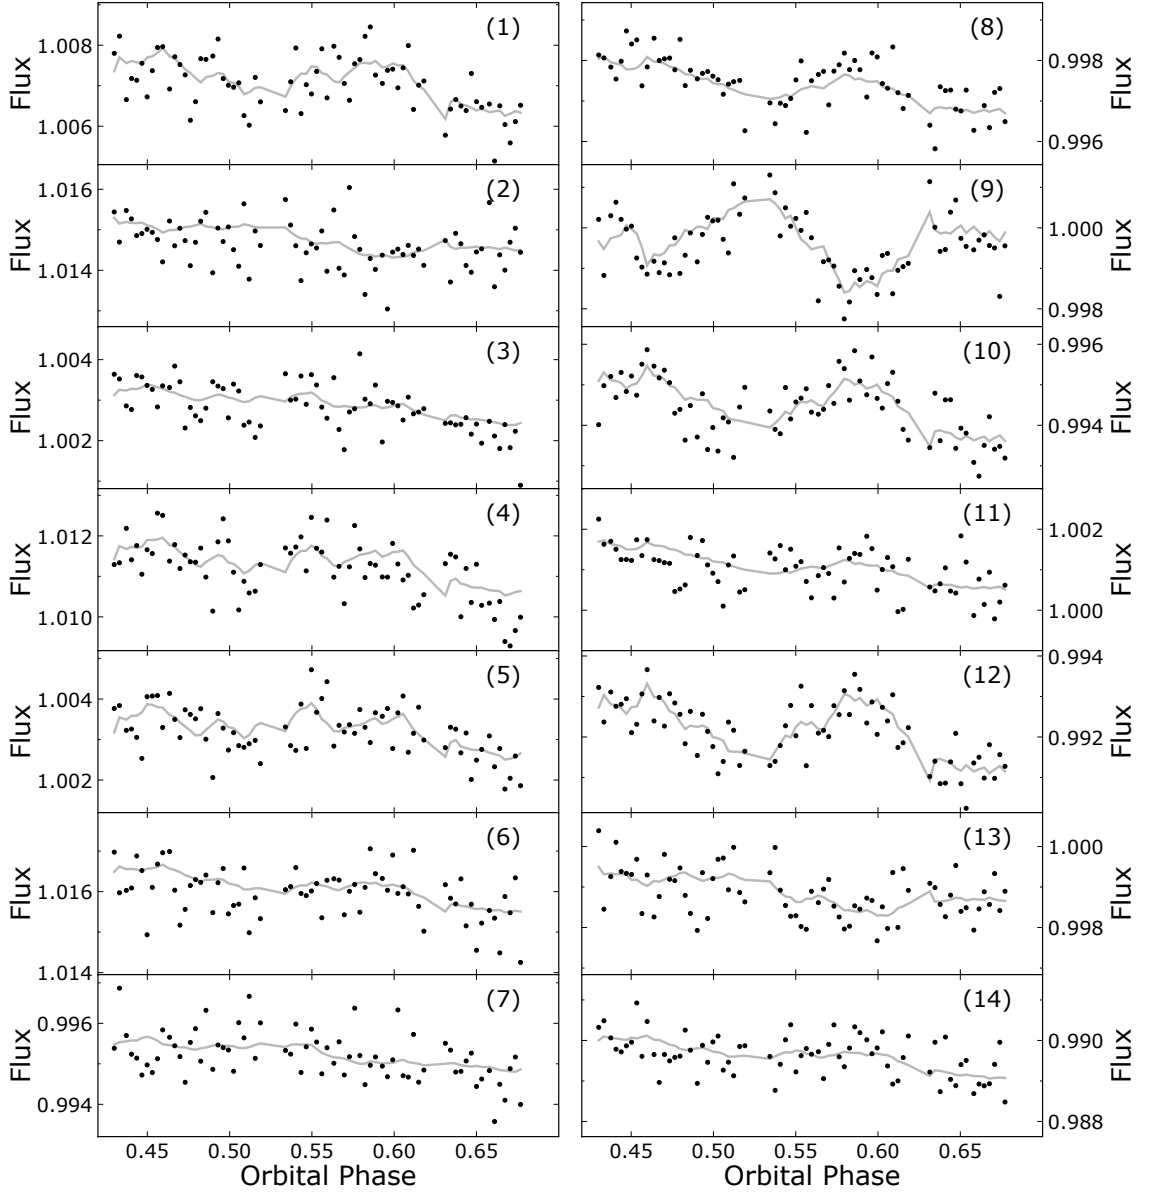 Flux 1.008 1.006 (1)
(8) 0.998 0.996 Flux
Flux 1.016 1.014 (2)
(9) 1.000 0.998 Flux
Flux 1.004 1.002 (3)
(10) 0.996 0.994 Flux
Flux 1.012 1.010 (4)
(11) 1.002 1.000 Flux
Flux 1.004 1.002 (5)
(12) 0.994 0.992 Flux
Flux 1.016 1.014 (6)
(13) 1.000 0.998 Flux
Flux 0.996 0.994 (7)
(14) 0.990 0.988 Flux
0.45 0.50 0.55 0.60 0.65
0.45 0.50 0.55 0.60 0.65
Orbital Phase
Orbital Phase